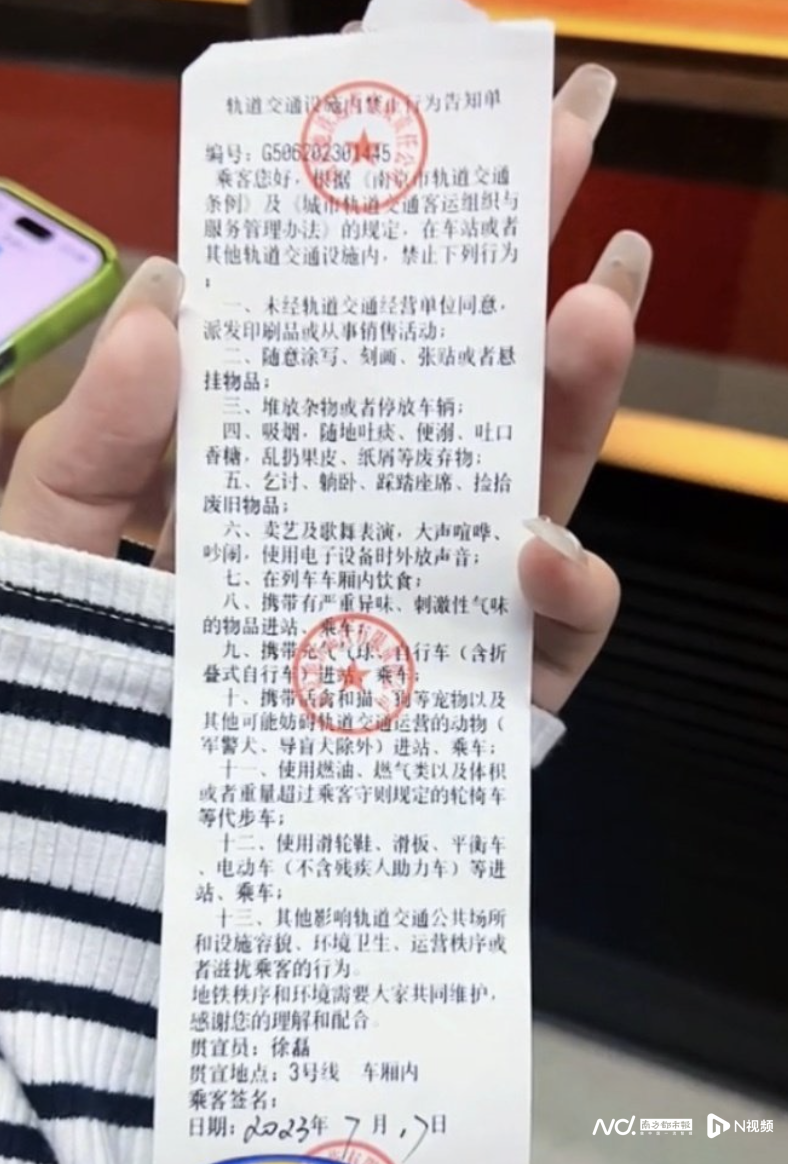 轨道交通设施内禁止行为告知单
编号：G506202301445
乘客您好，根据《南京市轨道交通
条例》及《城市轨道交通客运组织与
服务管理办法》的规定，在车站或者
其他轨道交通设施内，禁止下列行为
：
一、未经轨道交通经营单位同意，
派发印刷品或从事销售活动；
二、随意涂写、刻画、张贴或者悬
挂物品；
三、堆放杂物或者停放车辆；
四、吸烟，随地吐痰、便溺、吐口
香糖，乱扔果皮、纸屑等废弃物；
五、乞讨、躺卧、踩踏座席、捡拾
废旧物品；
六、卖艺及歌舞表演，大声喧哗、
吵闹，使用电子设备时外放声音；
七、在列车车厢内饮食；
八、携带有严重异味、刺激性气味
的物品进站、乘车；
九、携带充气气球、自行车（含折
叠式自行车）进站、乘车；
十、携带活禽和猫、狗等宠物以及
其他可能妨碍轨道交通运营的动物（
军警犬、导盲犬除外）进站、乘车；
十一、使用燃油、燃气类以及体积
或者重量超过乘客守则规定的轮椅车
等代步车；
十二、使用滑轮鞋、滑板、平衡车
、电动车（不含残疾人助力车）等进
站、乘车；
十三、其他影响轨道交通公共场所
和设施容貌、环境卫生、运营秩序或
者滋扰乘客的行为。
地铁秩序和环境需要大家共同维护，
感谢您的理解和配合。
贯宣员：徐磊
贯宣地点：3号线 车厢内
乘客签名：
日期：2023年 7月17日
N 南方都市报
N视频